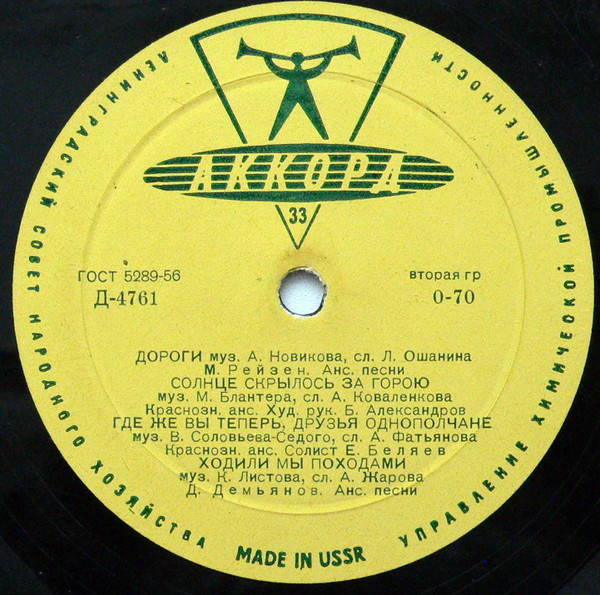 ЛЕНИНГРАДСКИЙ СОВЕТ НАРОДНОГО ХОЗЯЙСТВА
УПРАВЛЕНИЕ ХИМИЧЕСКОЙ ПРОМЫШЛЕННОСТИ
АККОРД
33
ГОСТ 5289-56
вторая гр
Д-4761
0-70
ДОРОГИ муз. А. Новикова, сл. Л. Ошанина
М. Рейзен. Анс. песни
СОЛНЦЕ СКРЫЛОСЬ ЗА ГОРОЮ
муз. М. Блантера, сл. А. Коваленкова
Краснозн. анс. Худ. рук. Б. Александров
ГДЕ ЖЕ ВЫ ТЕПЕРЬ, ДРУЗЬЯ ОДНОПОЛЧАНЕ
муз. В. Соловьева-Седого, сл. А. Фатьянова
Краснозн. анс. Солист Е. Беляев
ХОДИЛИ МЫ ПОХОДАМИ
муз. К. Листова, сл. А. Жарова
Д. Демьянов. Анс. песни
MADE IN USSR